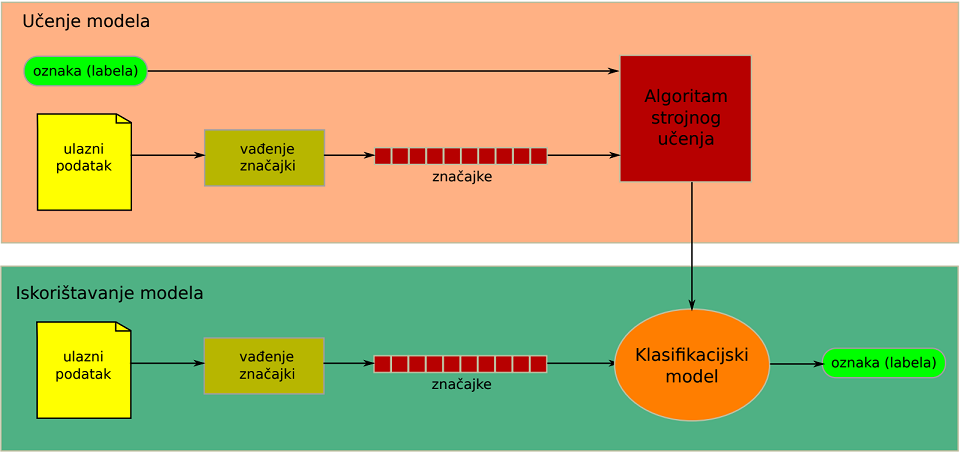 Učenje modela
oznaka (labela)
Algoritam
strojnog
učenja
ulazni
podatak
vađenje
značajki
značajke
Iskorištavanje modela
ulazni
podatak
vađenje
značajki
značajke
Klasifikacijski
model
oznaka (labela)